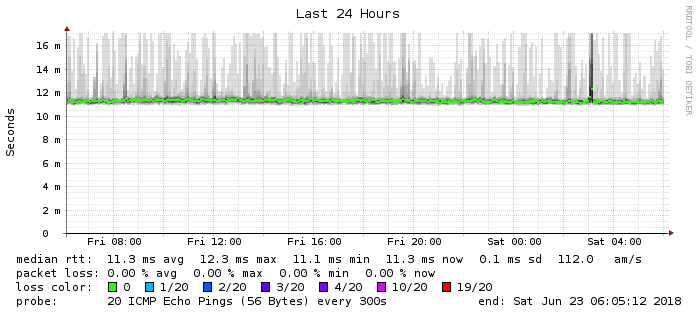 Last 24 Hours
RRDTOOL / TOBI OETIKER
Seconds
16 m
14 m
12 m
10 m
8 m
6 m
4 m
2 m
0
Fri 08:00 Fri 12:00 Fri 16:00 Fri 20:00 Sat 00:00 Sat 04:00
median rtt: 11.3 ms avg 12.3 ms max 11.1 ms min 11.3 ms now 0.1 ms sd 112.0 am/s
packet loss: 0.00 % avg 0.00 % max 0.00 % min 0.00 % now
loss color: 0 1/20 2/20 3/20 4/20 10/20 19/20
probe: 20 ICMP Echo Pings (56 Bytes) every 300s end: Sat Jun 23 06:05:12 2018